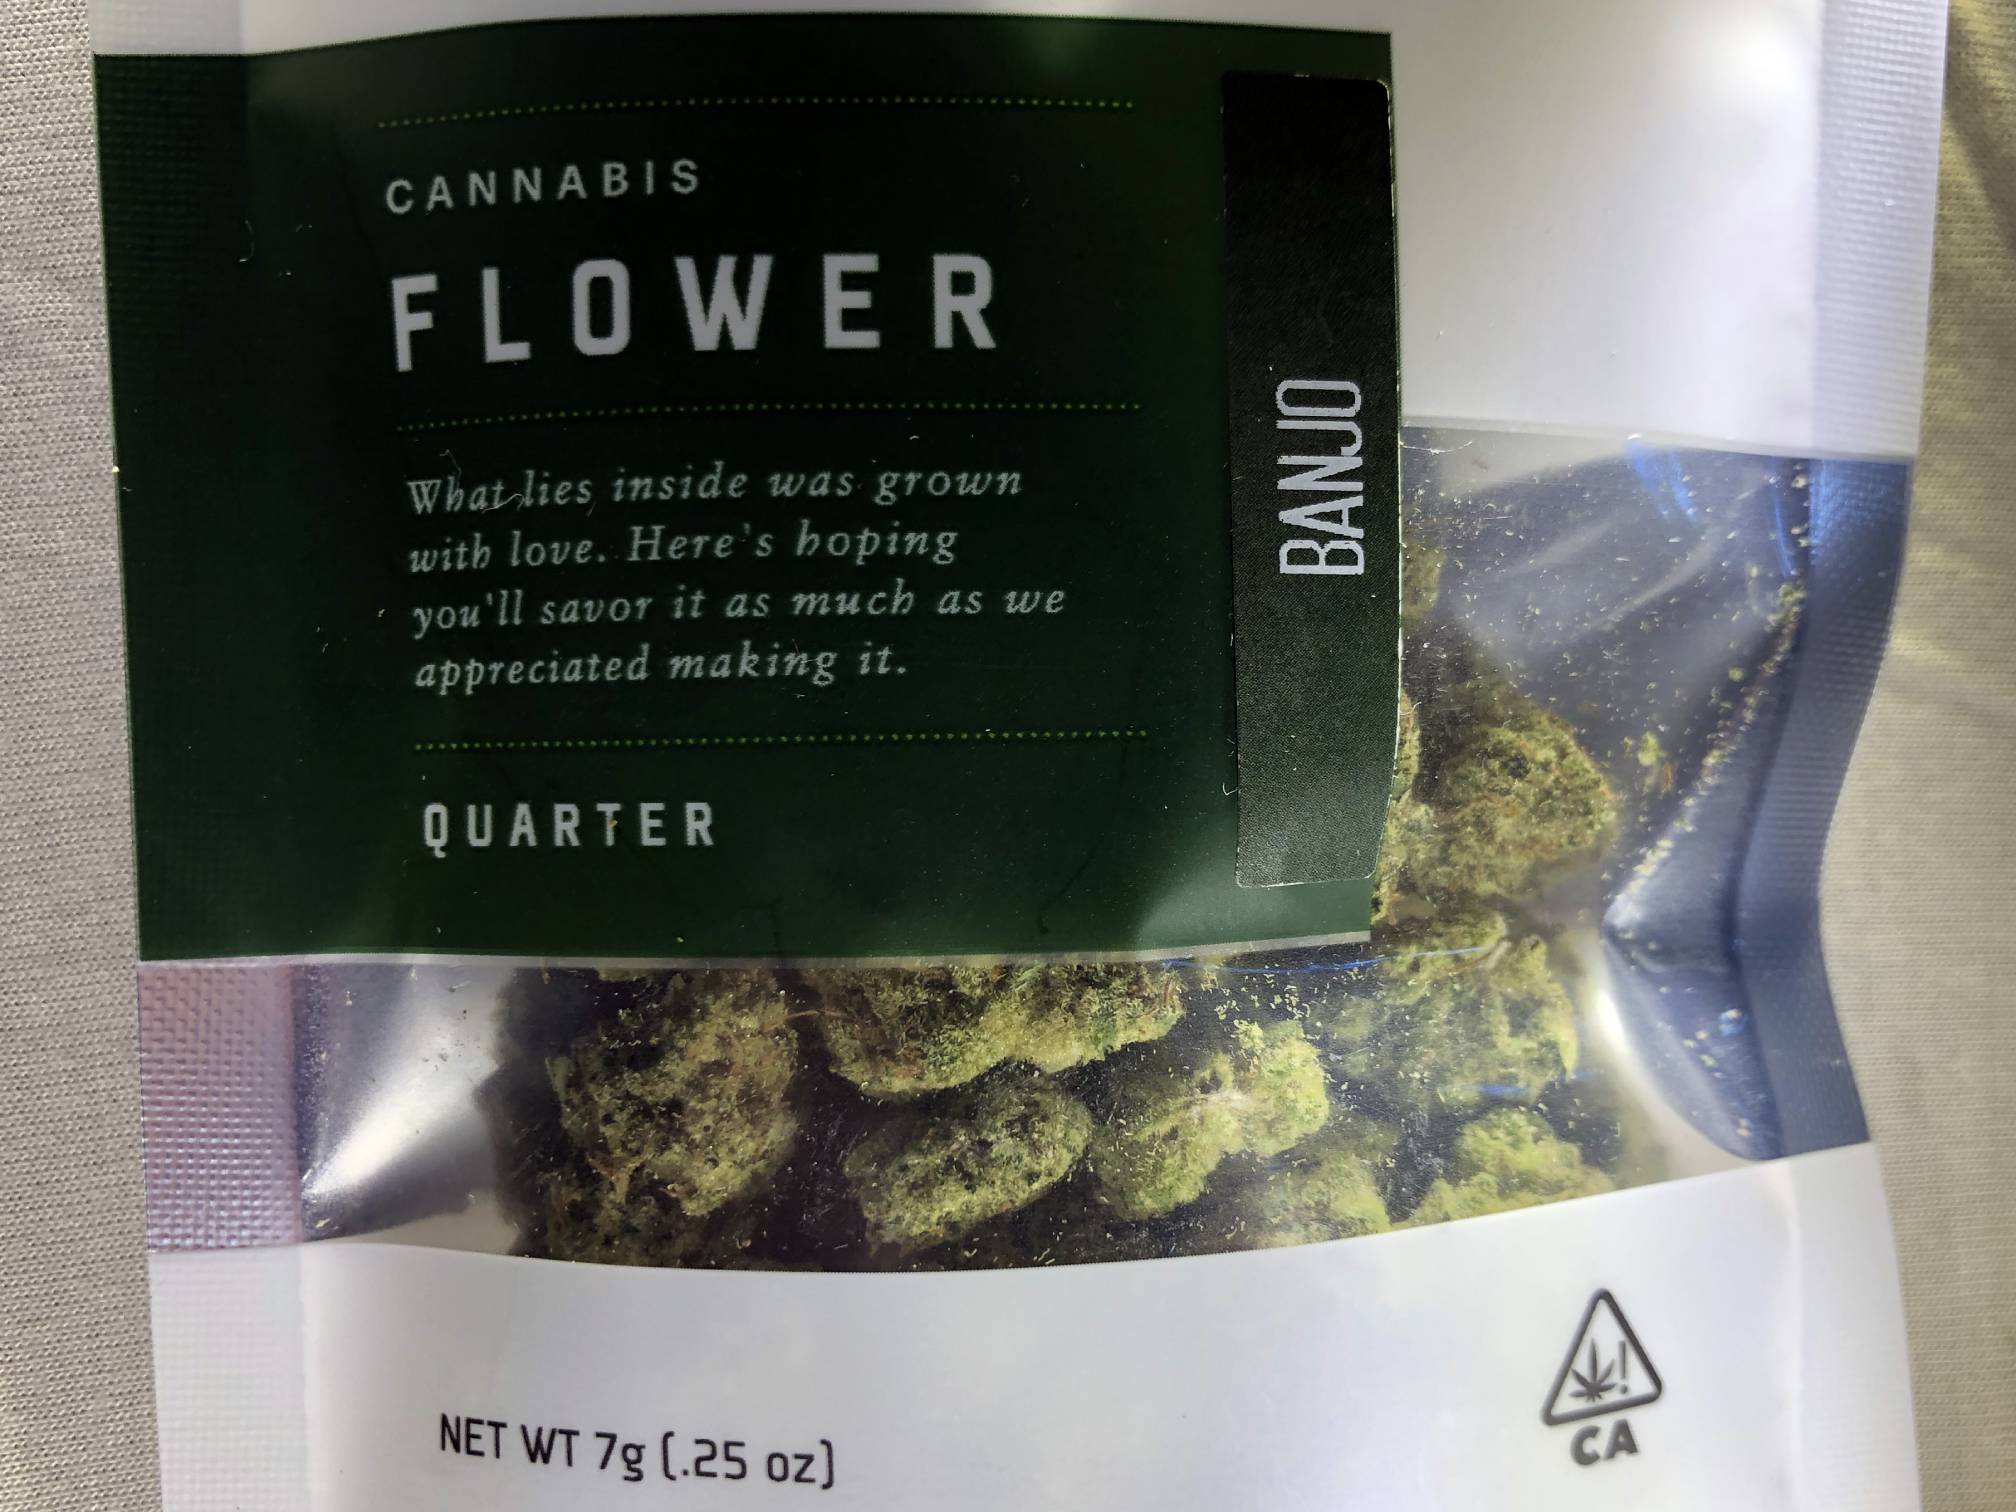 CANNABIS
FLOWER
What lies inside was grown
with love. Here's hoping
you'll savor it as much as we
appreciated making it.
QUARTER
BANJO
NET WT 7g (.25 oz)
!
CA